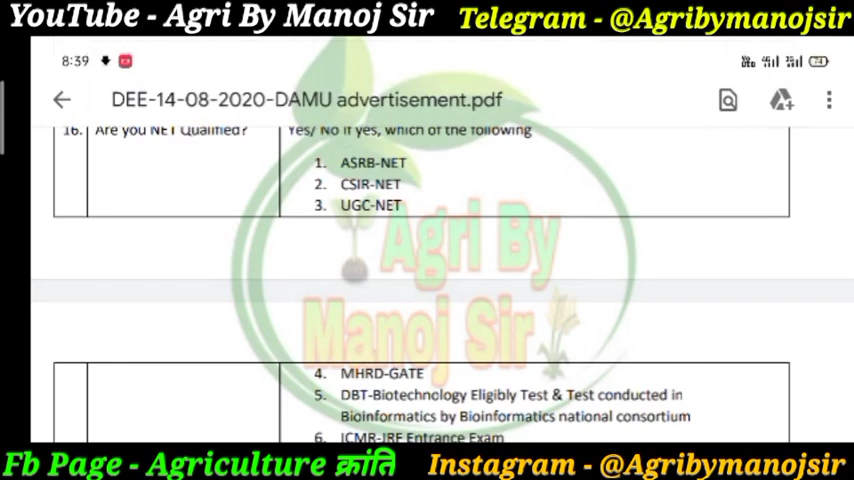 YouTube - Agri By Manoj Sir
Telegram - @Agribymanojsir
8:39
74
DEE-14-08-2020-DAMU advertisement.pdf
16. Are you NET Qualified? Yes/ No if yes, which of the following
1. ASRB-NET
2. CSIR-NET
3. UGC-NET
Agri By
Manoj Sir
4. MHRD-GATE
5. DBT-Biotechnology Eligibly Test & Test conducted in
Bioinformatics by Bioinformatics national consortium
6. ICMR-JRF Entrance Exam
Fb Page - Agriculture क्रांति
Instagram - @Agribymanojsir